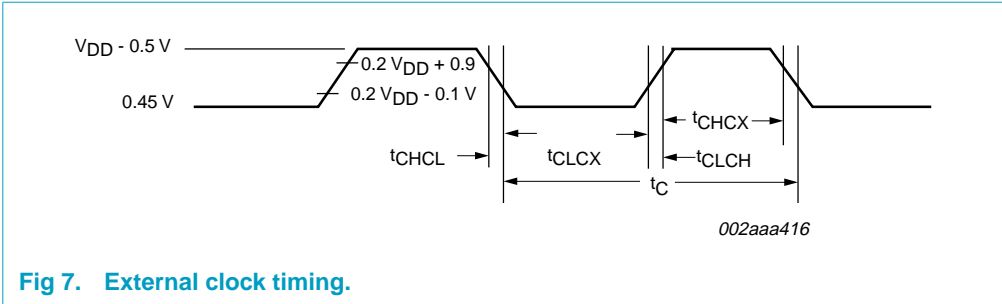 VDD - 0.5 V
0.2 VDD + 0.9
0.45 V
0.2 VDD - 0.1 V
tCHCX
tCHCL
tCLCX
tCLCH
tC
002aaa416
Fig 7. External clock timing.